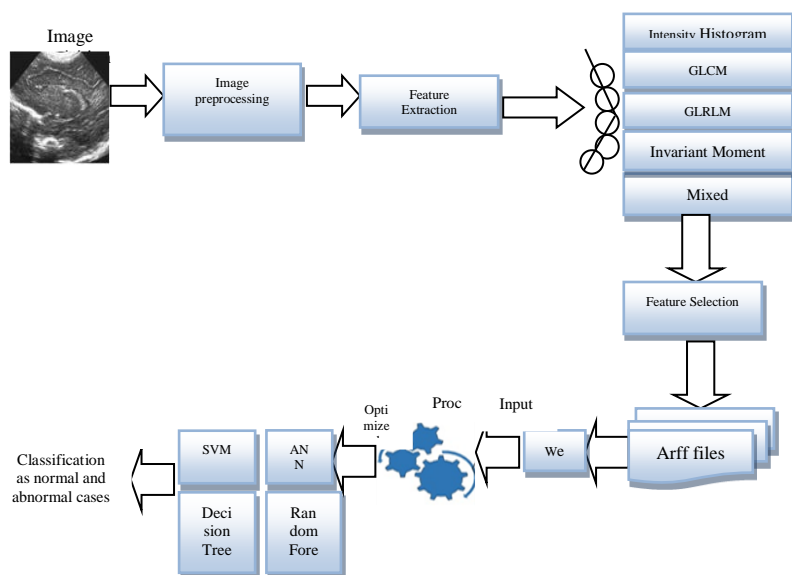 Image
Image
preprocessing
Feature
Extraction
Intensity Histogram
GLCM
GLRLM
Invariant Moment
Mixed
Feature Selection
Arff files
We
Input
Proc
Opti
mize
AN
N
SVM
Ran
dom
Fore
Deci
sion
Tree
Classification
as normal and
abnormal cases